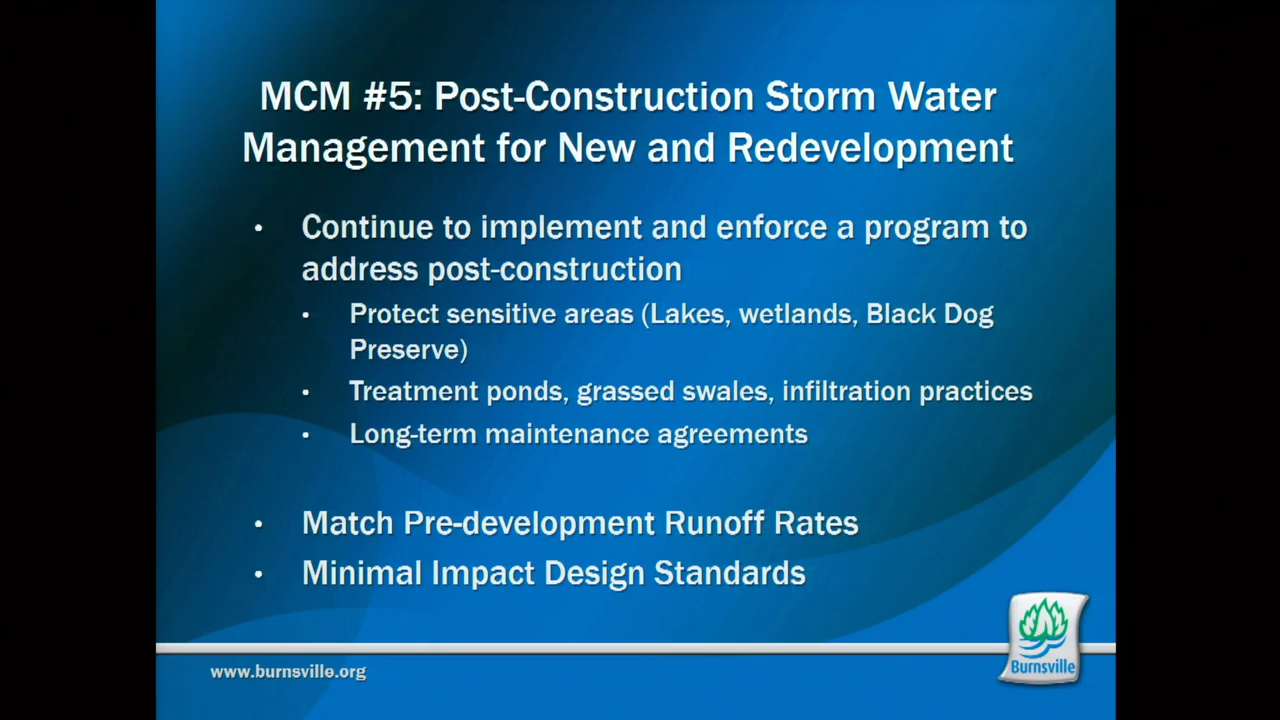 MCM #5: Post-Construction Storm Water
Management for New and Redevelopment
• Continue to implement and enforce a program to
address post-construction
• Protect sensitive areas (Lakes, wetlands, Black Dog
Preserve)
• Treatment ponds, grassed swales, infiltration practices
• Long-term maintenance agreements
• Match Pre-development Runoff Rates
• Minimal Impact Design Standards
www.burnsville.org
Burnsville